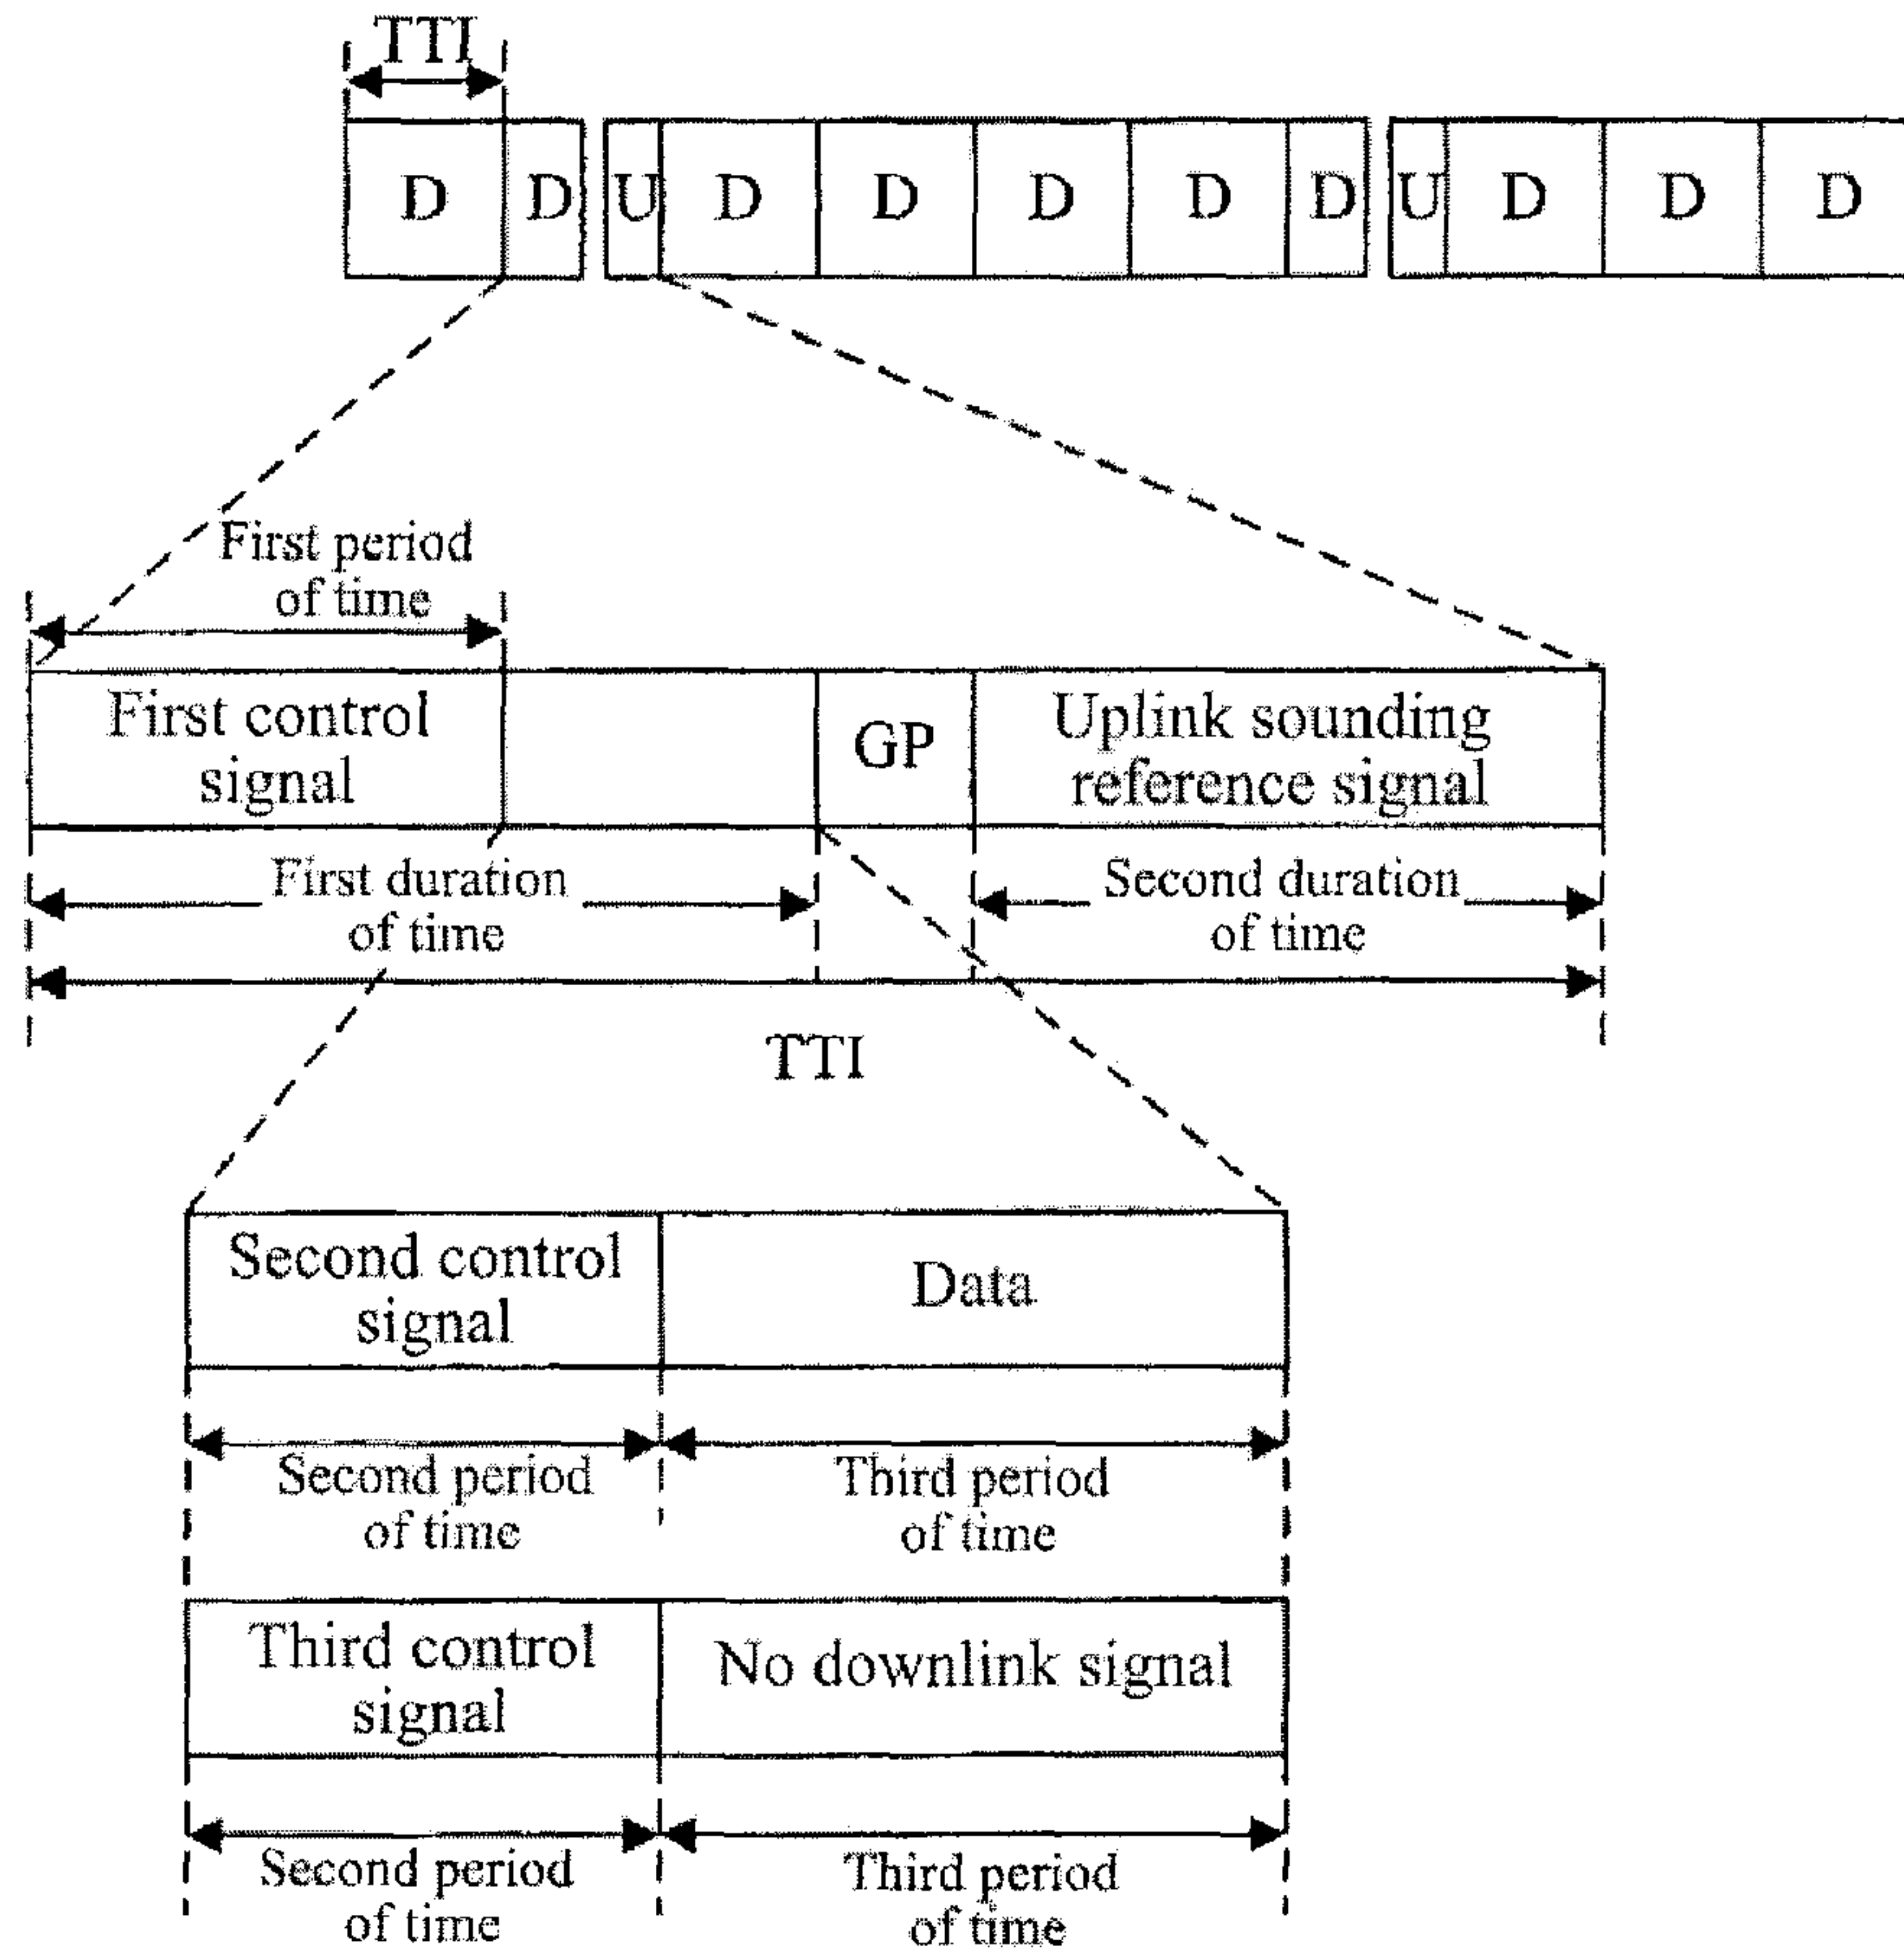 TTI
D D U D D D D D U D D D
First period
of time
First control
signal
GP
Uplink sounding
reference signal
First duration
of time
Second duration
of time
TTI
Second control
signal
Data
Second period
of time
Third period
of time
Third control
signal
No downlink signal
Second period
of time
Third period
of time